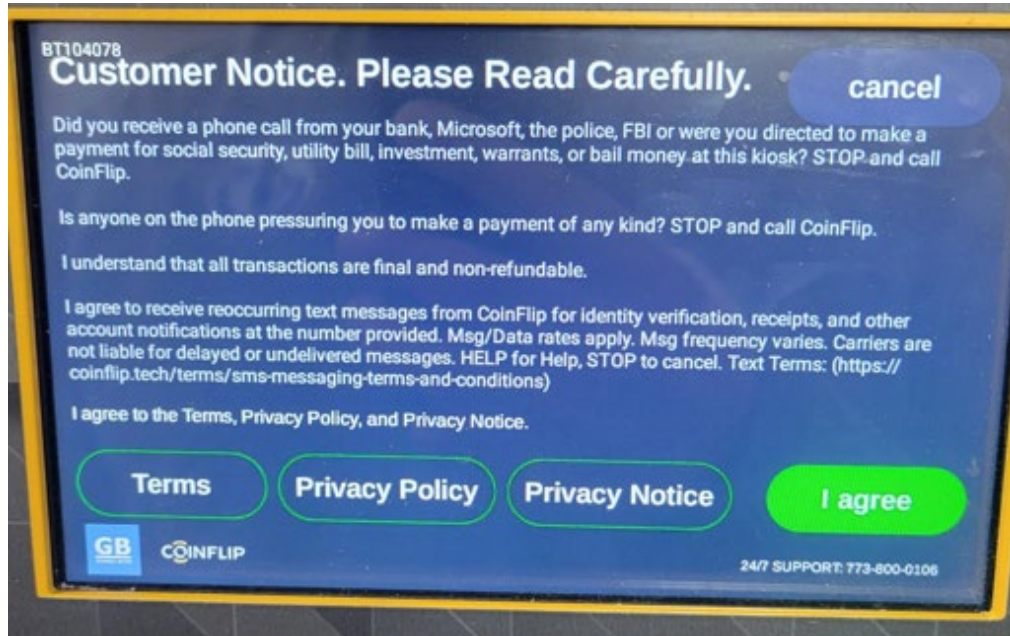 BT104078
Customer Notice. Please Read Carefully.
cancel
Did you receive a phone call from your bank, Microsoft, the police, FBI or were you directed to make a
payment for social security, utility bill, investment, warrants, or bail money at this kiosk? STOP and call
CoinFlip.
Is anyone on the phone pressuring you to make a payment of any kind? STOP and call CoinFlip.
I understand that all transactions are final and non-refundable.
I agree to receive reoccurring text messages from CoinFlip for identity verification, receipts, and other
account notifications at the number provided. Msg/Data rates apply. Msg frequency varies. Carriers are
not liable for delayed or undelivered messages. HELP for Help, STOP to cancel. Text Terms: (https://
coinflip.tech/terms/sms-messaging-terms-and-conditions)
I agree to the Terms, Privacy Policy, and Privacy Notice.
Terms
Privacy Policy
Privacy Notice
I agree
GB
COINFLIP
24/7 SUPPORT: 773-800-0106